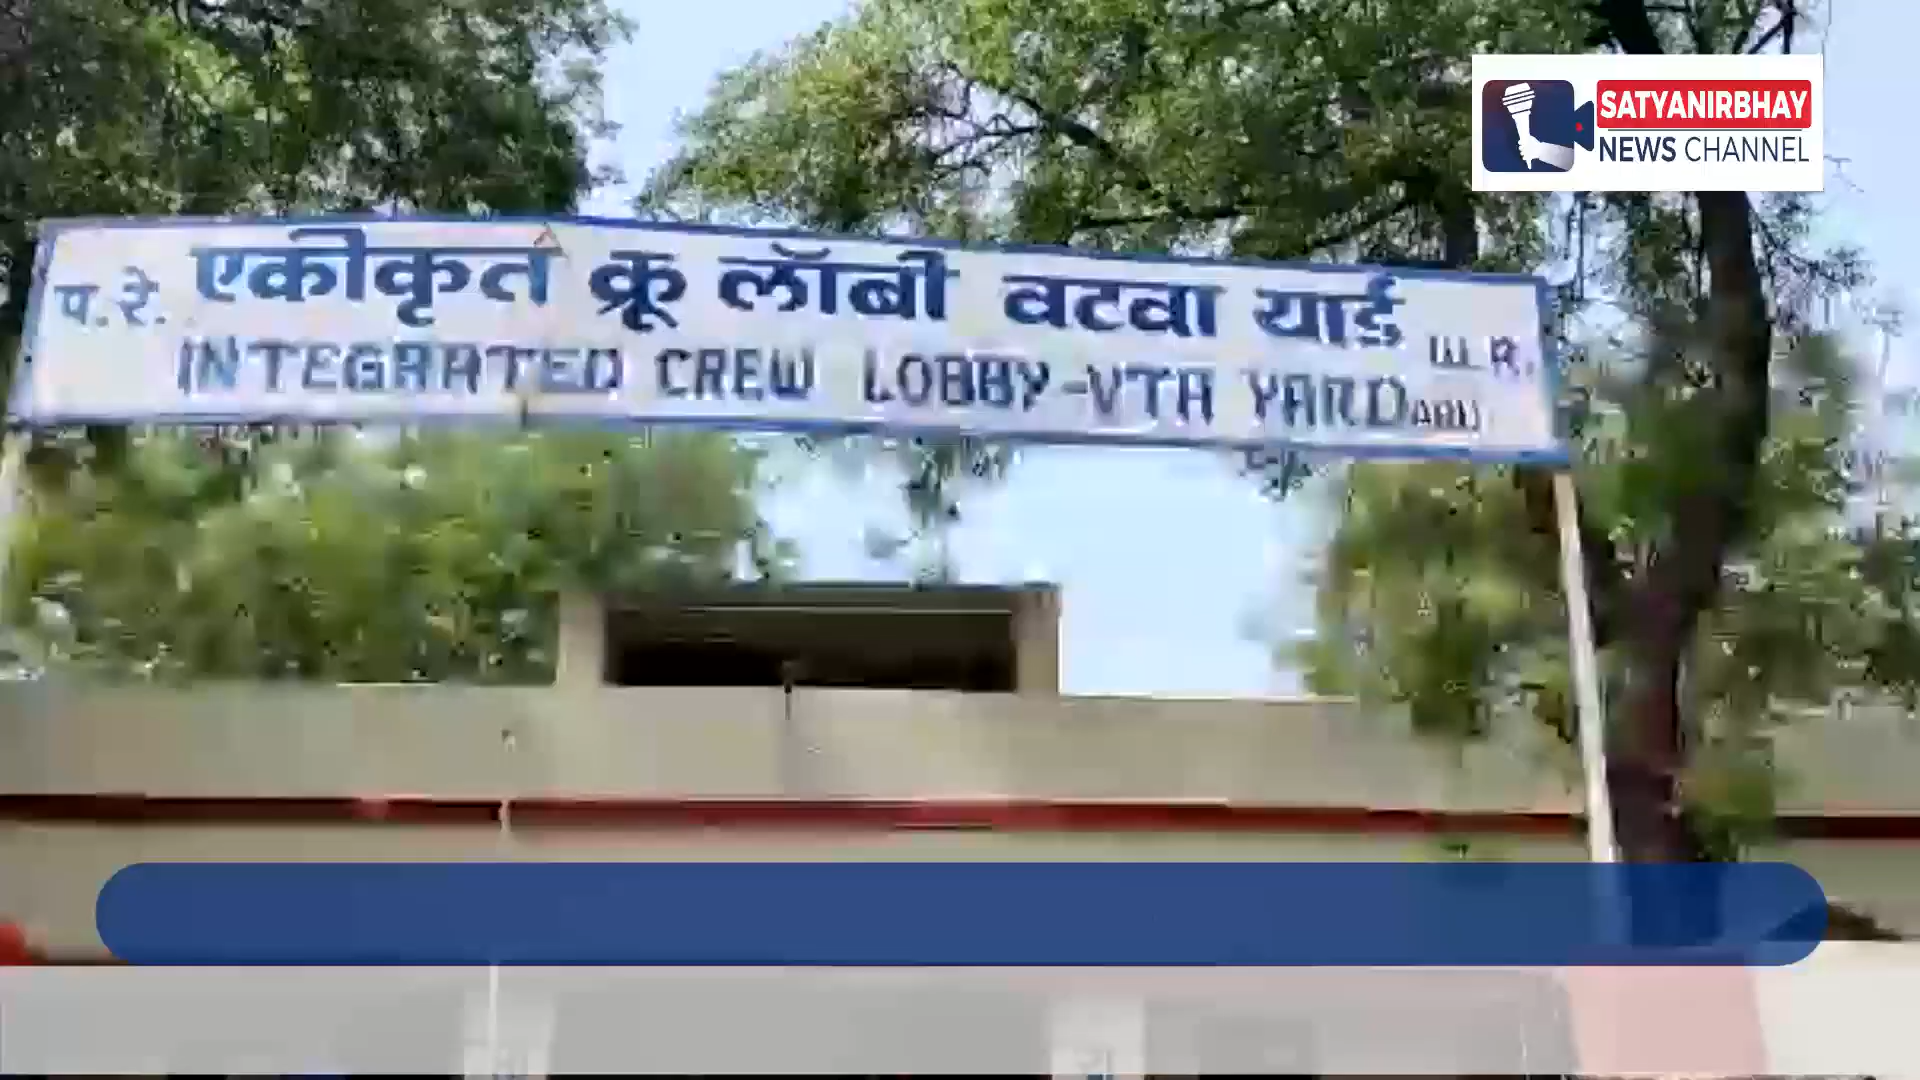 SATYANIRBHAY
NEWS CHANNEL
प.रे. एकीकृत क्रू लॉबी वटवा यार्ड
INTEGRATED CREW LOBBY-VTA YARD W.R.